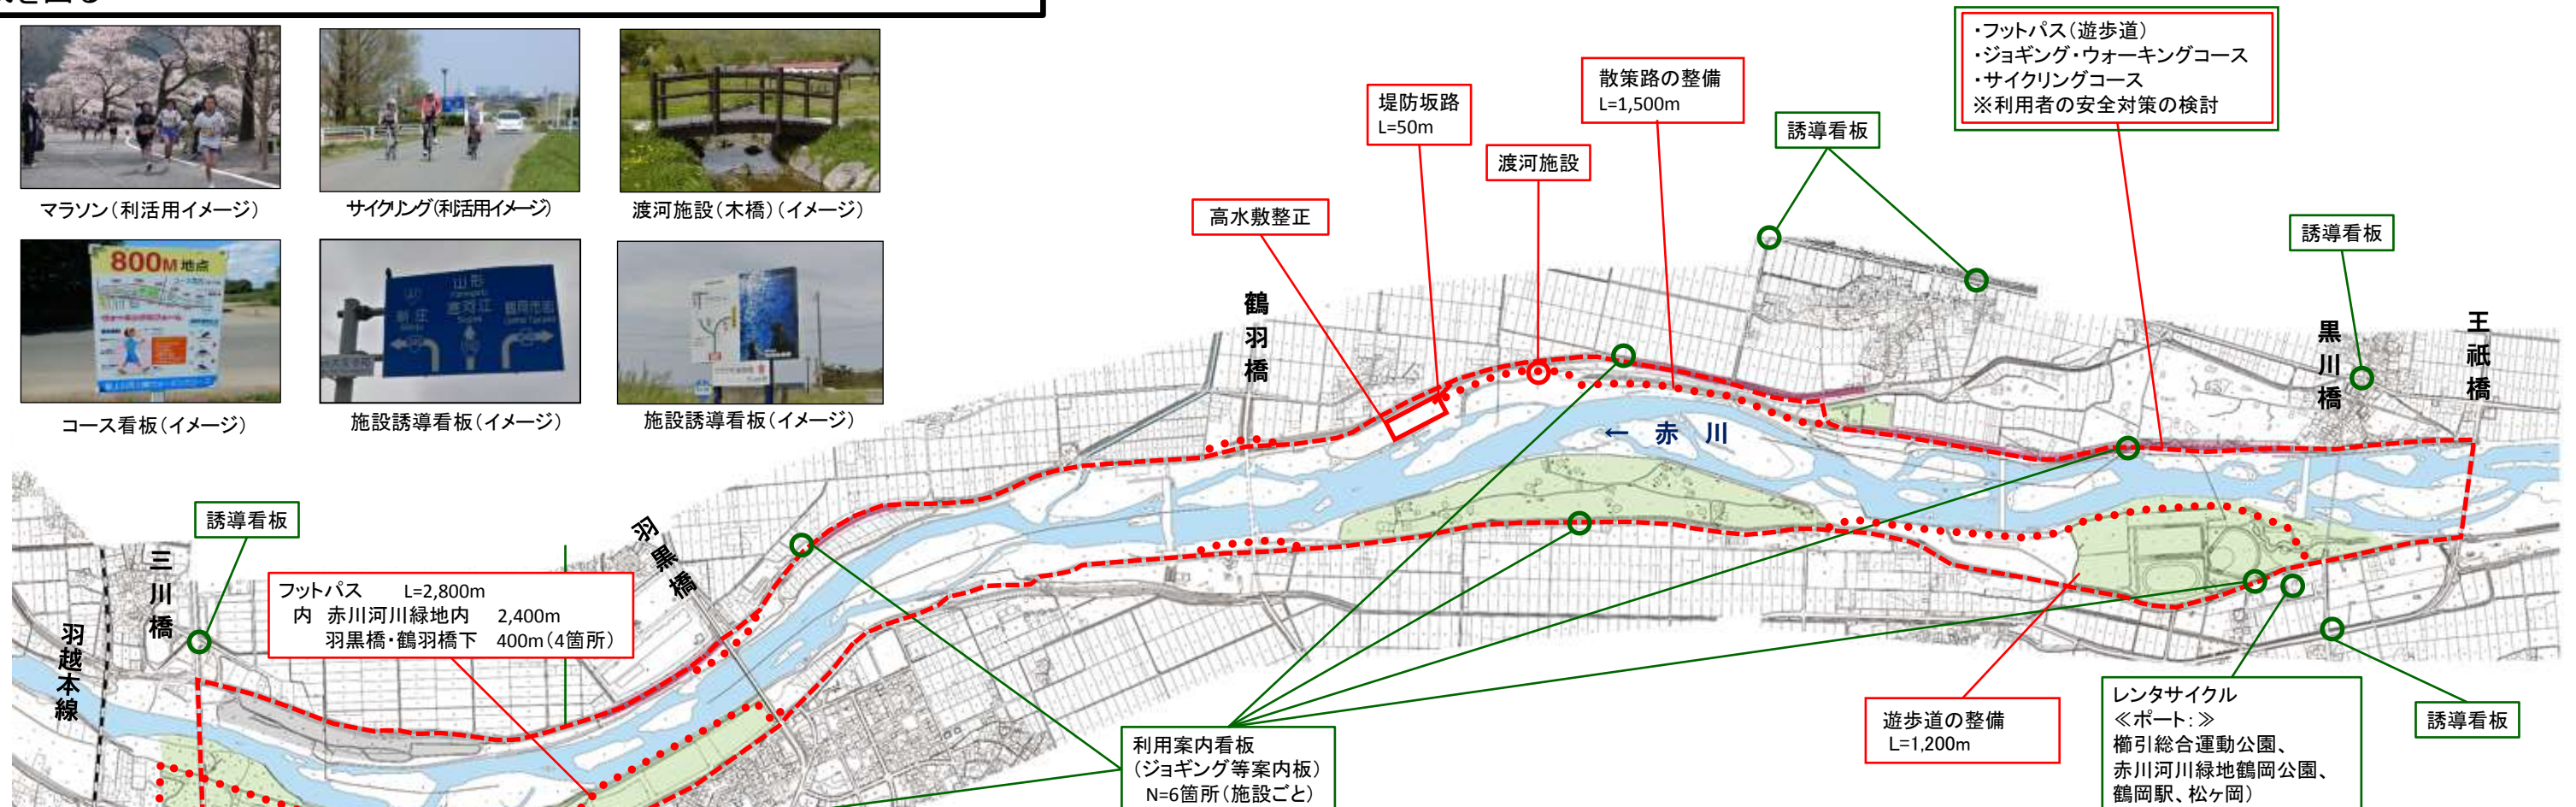 マラソン（利活用イメージ）
サイクリング（利活用イメージ）
渡河施設（木橋）（イメージ）
800M地点
山形
寒河江
新庄
鶴岡市街
コース看板（イメージ）
施設誘導看板（イメージ）
施設誘導看板（イメージ）
・フットパス（遊歩道）
・ジョギング・ウォーキングコース
・サイクリングコース
※利用者の安全対策の検討
散策路の整備
L=1,500m
堤防坂路
L=50m
誘導看板
渡河施設
高水敷整正
誘導看板
鶴羽橋
黒川橋
王祇橋
← 赤 川
誘導看板
三川橋
羽越本線
羽黒橋
フットパス L=2,800m
内 赤川河川緑地内 2,400m
羽黒橋・鶴羽橋下 400m（4箇所）
利用案内看板
（ジョギング等案内板）
N=6箇所（施設ごと）
遊歩道の整備
L=1,200m
レンタサイクル
≪ポート：≫
櫛引総合運動公園、
赤川河川緑地鶴岡公園、
鶴岡駅、松ヶ岡）
誘導看板